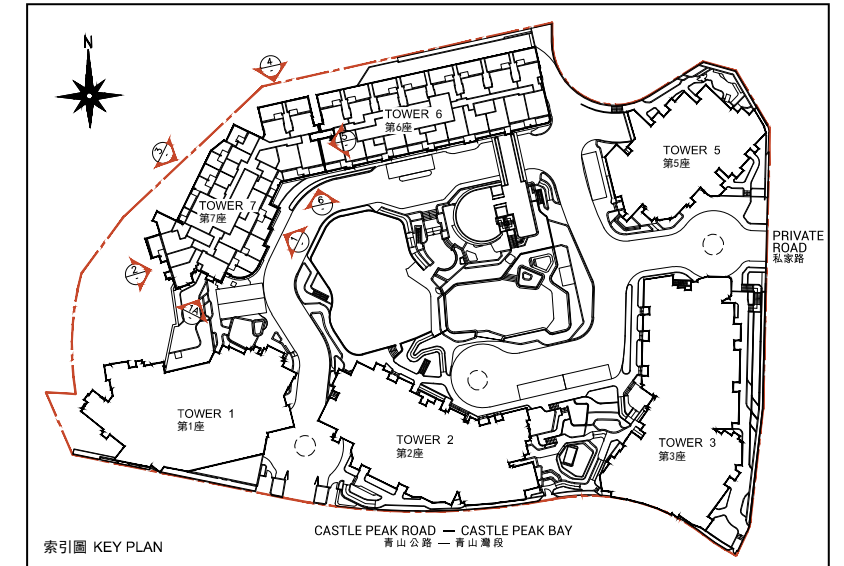 N
4
TOWER 6
第6座
5
3
TOWER 5
第5座
TOWER 7
第7座
6
7
PRIVATE
ROAD
私家路
2
1A
TOWER 1
第1座
TOWER 2
第2座
TOWER 3
第3座
CASTLE PEAK ROAD — CASTLE PEAK BAY
青山公路 — 青山灣段
索引圖 KEY PLAN